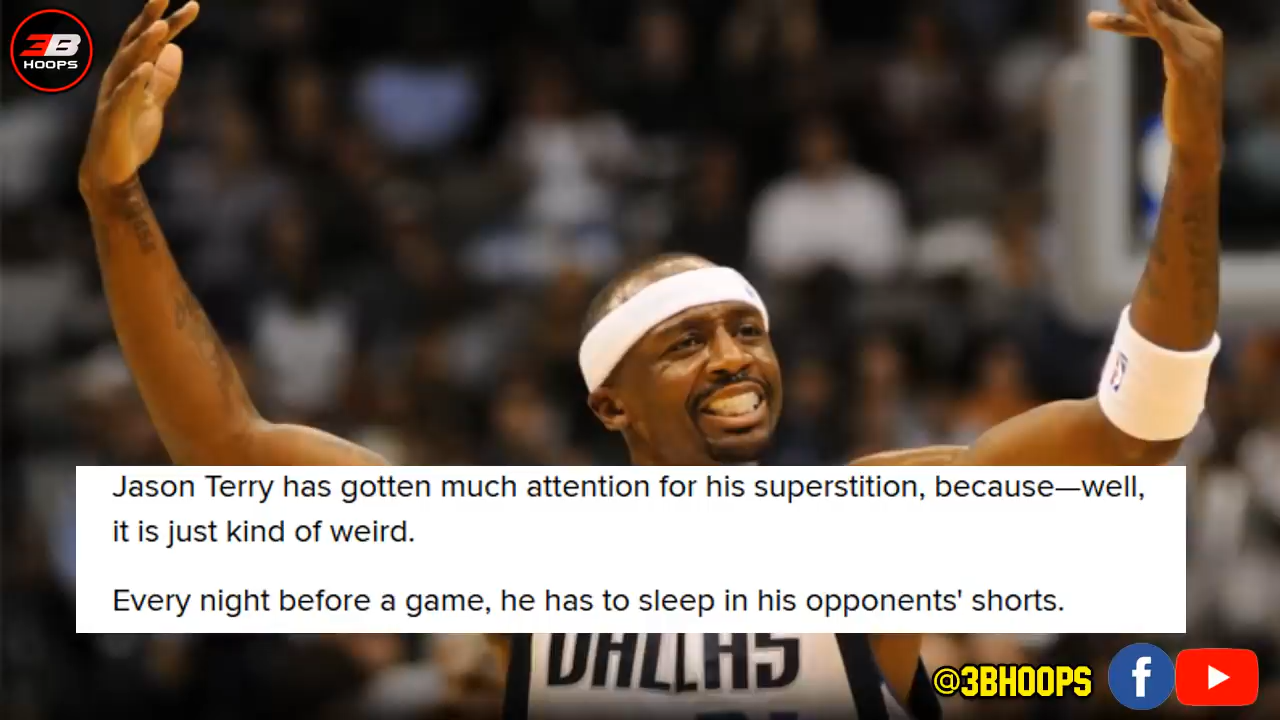 3B
HOOPS
Jason Terry has gotten much attention for his superstition, because—well,
it is just kind of weird.
Every night before a game, he has to sleep in his opponents' shorts.
DALLAS
@3BHOOPS
f